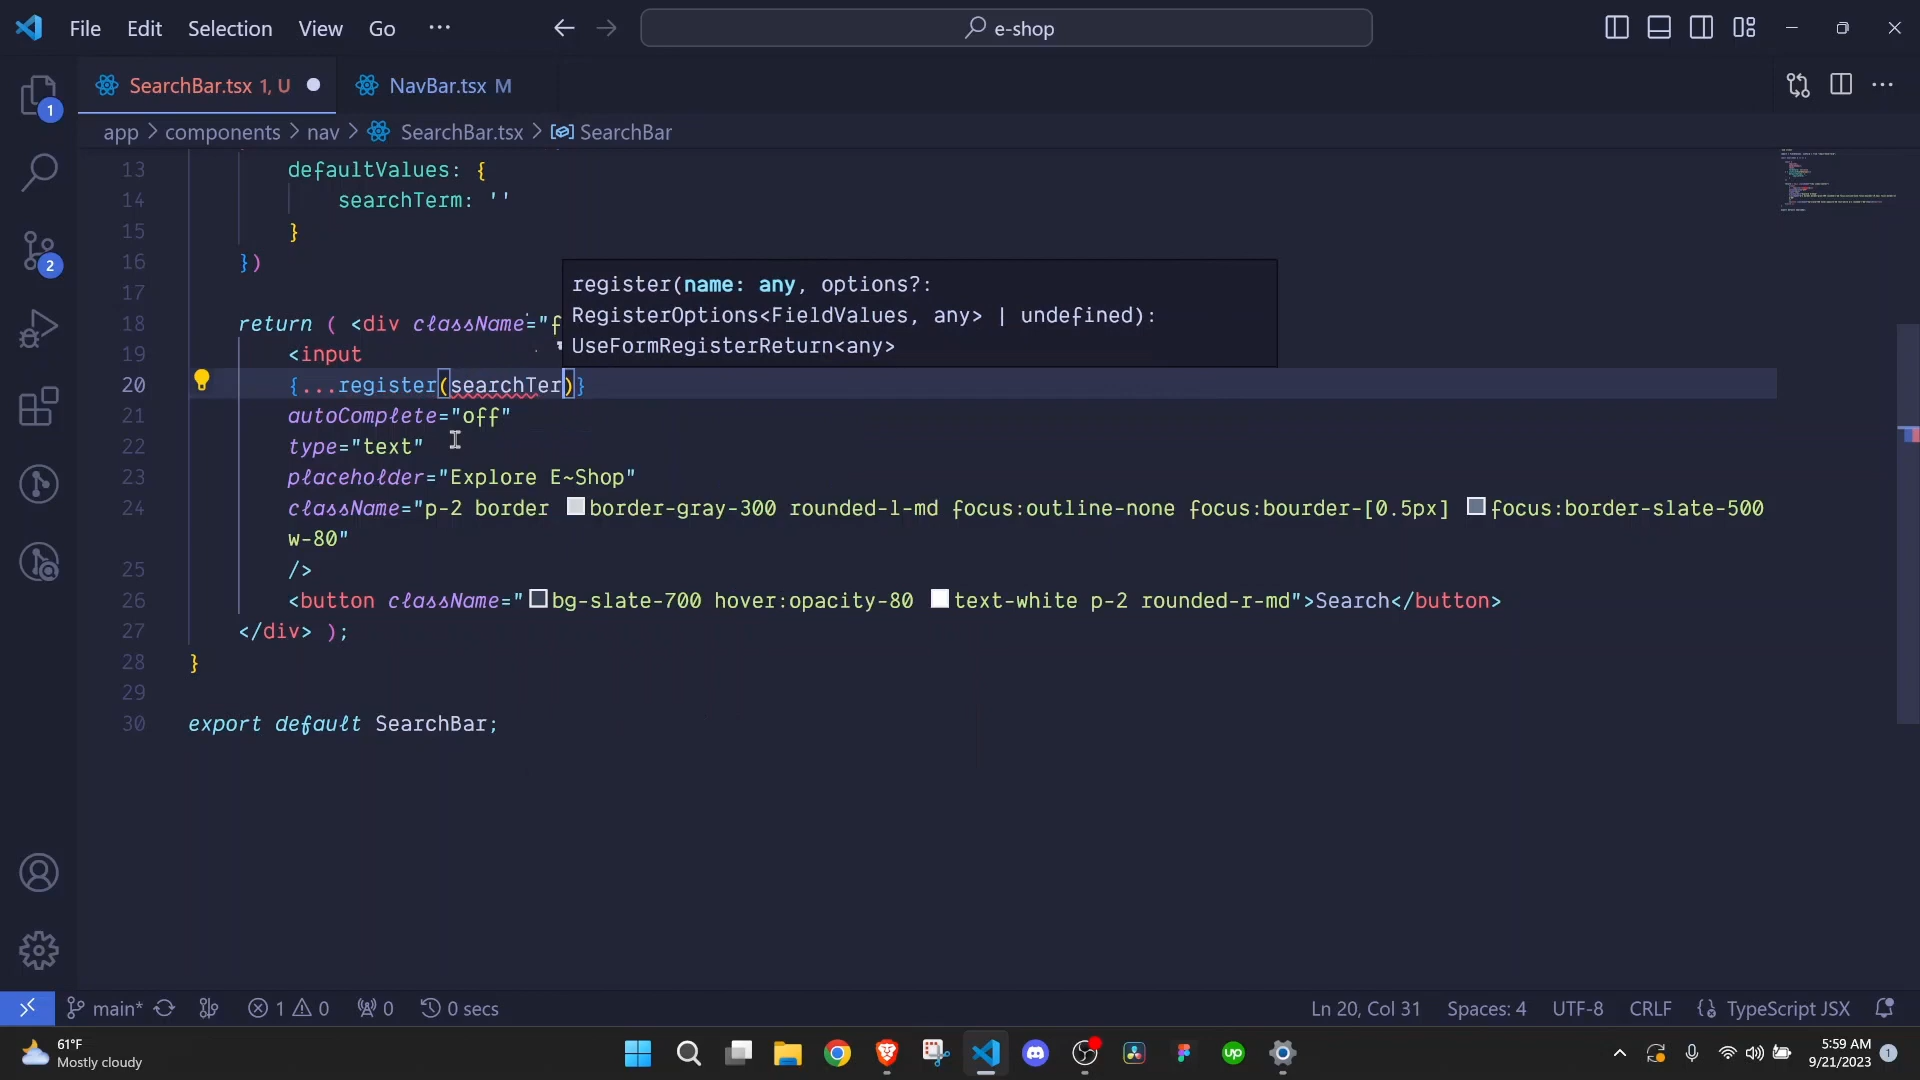 File Edit Selection View Go ···
e-shop
SearchBar.tsx 1, U NavBar.tsx M
app > components > nav > SearchBar.tsx > SearchBar
13 defaultValues: {
14 searchTerm: ''
15 }
16 })
17
register(name: any, options?:
RegisterOptions<FieldValues, any> | undefined):
UseFormRegisterReturn<any>
18 return ( <div className="f
19 <input
20 {...register(searchTer)}
21 autoComplete="off"
22 type="text"
23 placeholder="Explore E~Shop"
24 className="p-2 border border-gray-300 rounded-l-md focus:outline-none focus:bourder-[0.5px] focus:border-slate-500
w-80"
25 />
26 <button className="bg-slate-700 hover:opacity-80 text-white p-2 rounded-r-md">Search</button>
27 </div> );
28 }
29
30 export default SearchBar;
1
2
main* 1 0 0 0 secs
Ln 20, Col 31 Spaces: 4 UTF-8 CRLF {} TypeScript JSX
61°F
Mostly cloudy
up
5:59 AM
9/21/2023
1